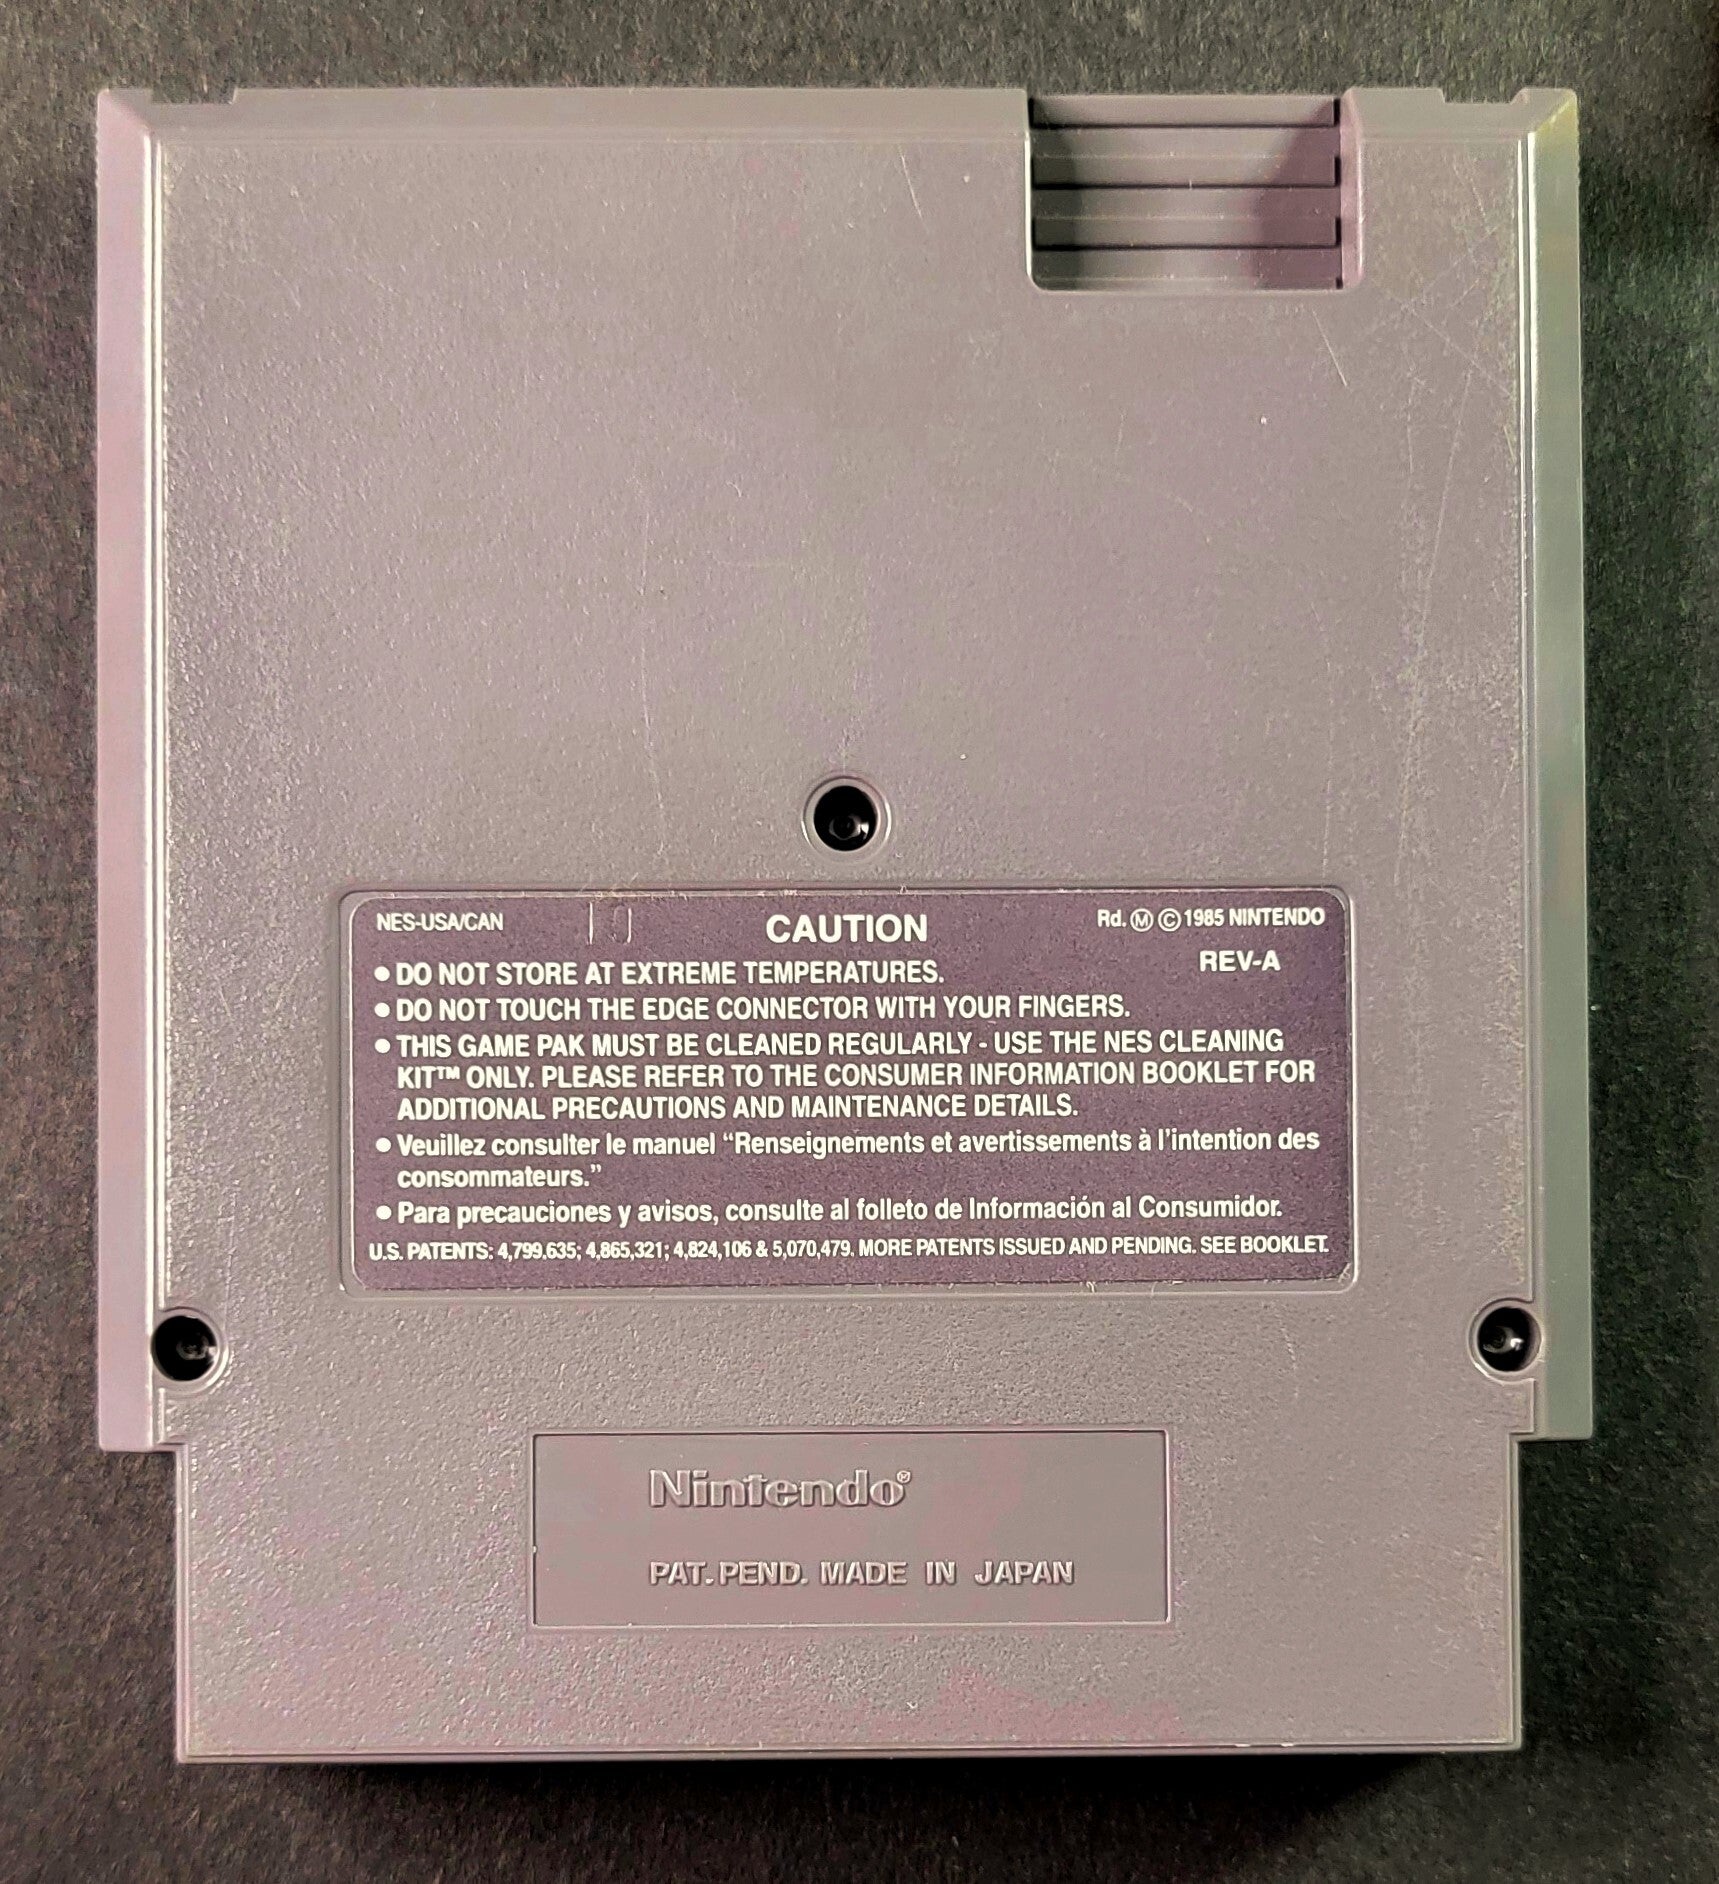 NES-USA/CAN 10 CAUTION Rd. Ⓜ © 1985 NINTENDO
REV-A
● DO NOT STORE AT EXTREME TEMPERATURES.
● DO NOT TOUCH THE EDGE CONNECTOR WITH YOUR FINGERS.
● THIS GAME PAK MUST BE CLEANED REGULARLY - USE THE NES CLEANING
KIT™ ONLY. PLEASE REFER TO THE CONSUMER INFORMATION BOOKLET FOR
ADDITIONAL PRECAUTIONS AND MAINTENANCE DETAILS.
● Veuillez consulter le manuel “Renseignements et avertissements à l’intention des
consommateurs.”
● Para precauciones y avisos, consulte al folleto de Información al Consumidor.
U.S. PATENTS: 4,799,635; 4,865,321; 4,824,106 & 5,070,479. MORE PATENTS ISSUED AND PENDING. SEE BOOKLET.
Nintendo®
PAT. PEND. MADE IN JAPAN